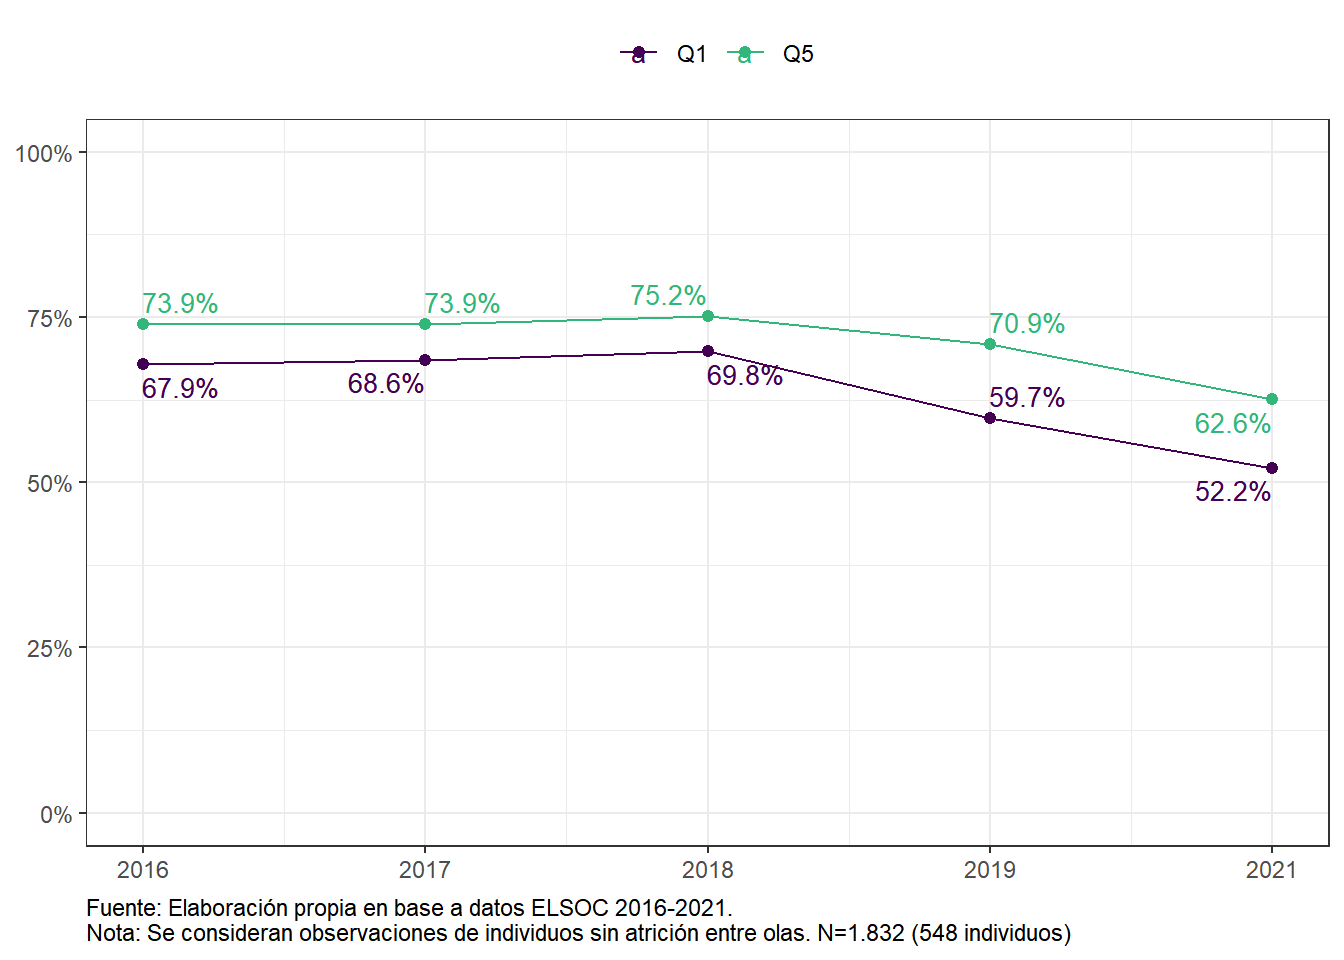 a Q1 a Q5
100%
75%
50%
25%
0%
73.9% 73.9% 75.2% 70.9% 62.6%
67.9% 68.6% 69.8% 59.7% 52.2%
2016 2017 2018 2019 2021
Fuente: Elaboración propia en base a datos ELSOC 2016-2021.
Nota: Se consideran observaciones de individuos sin atrición entre olas. N=1.832 (548 individuos)